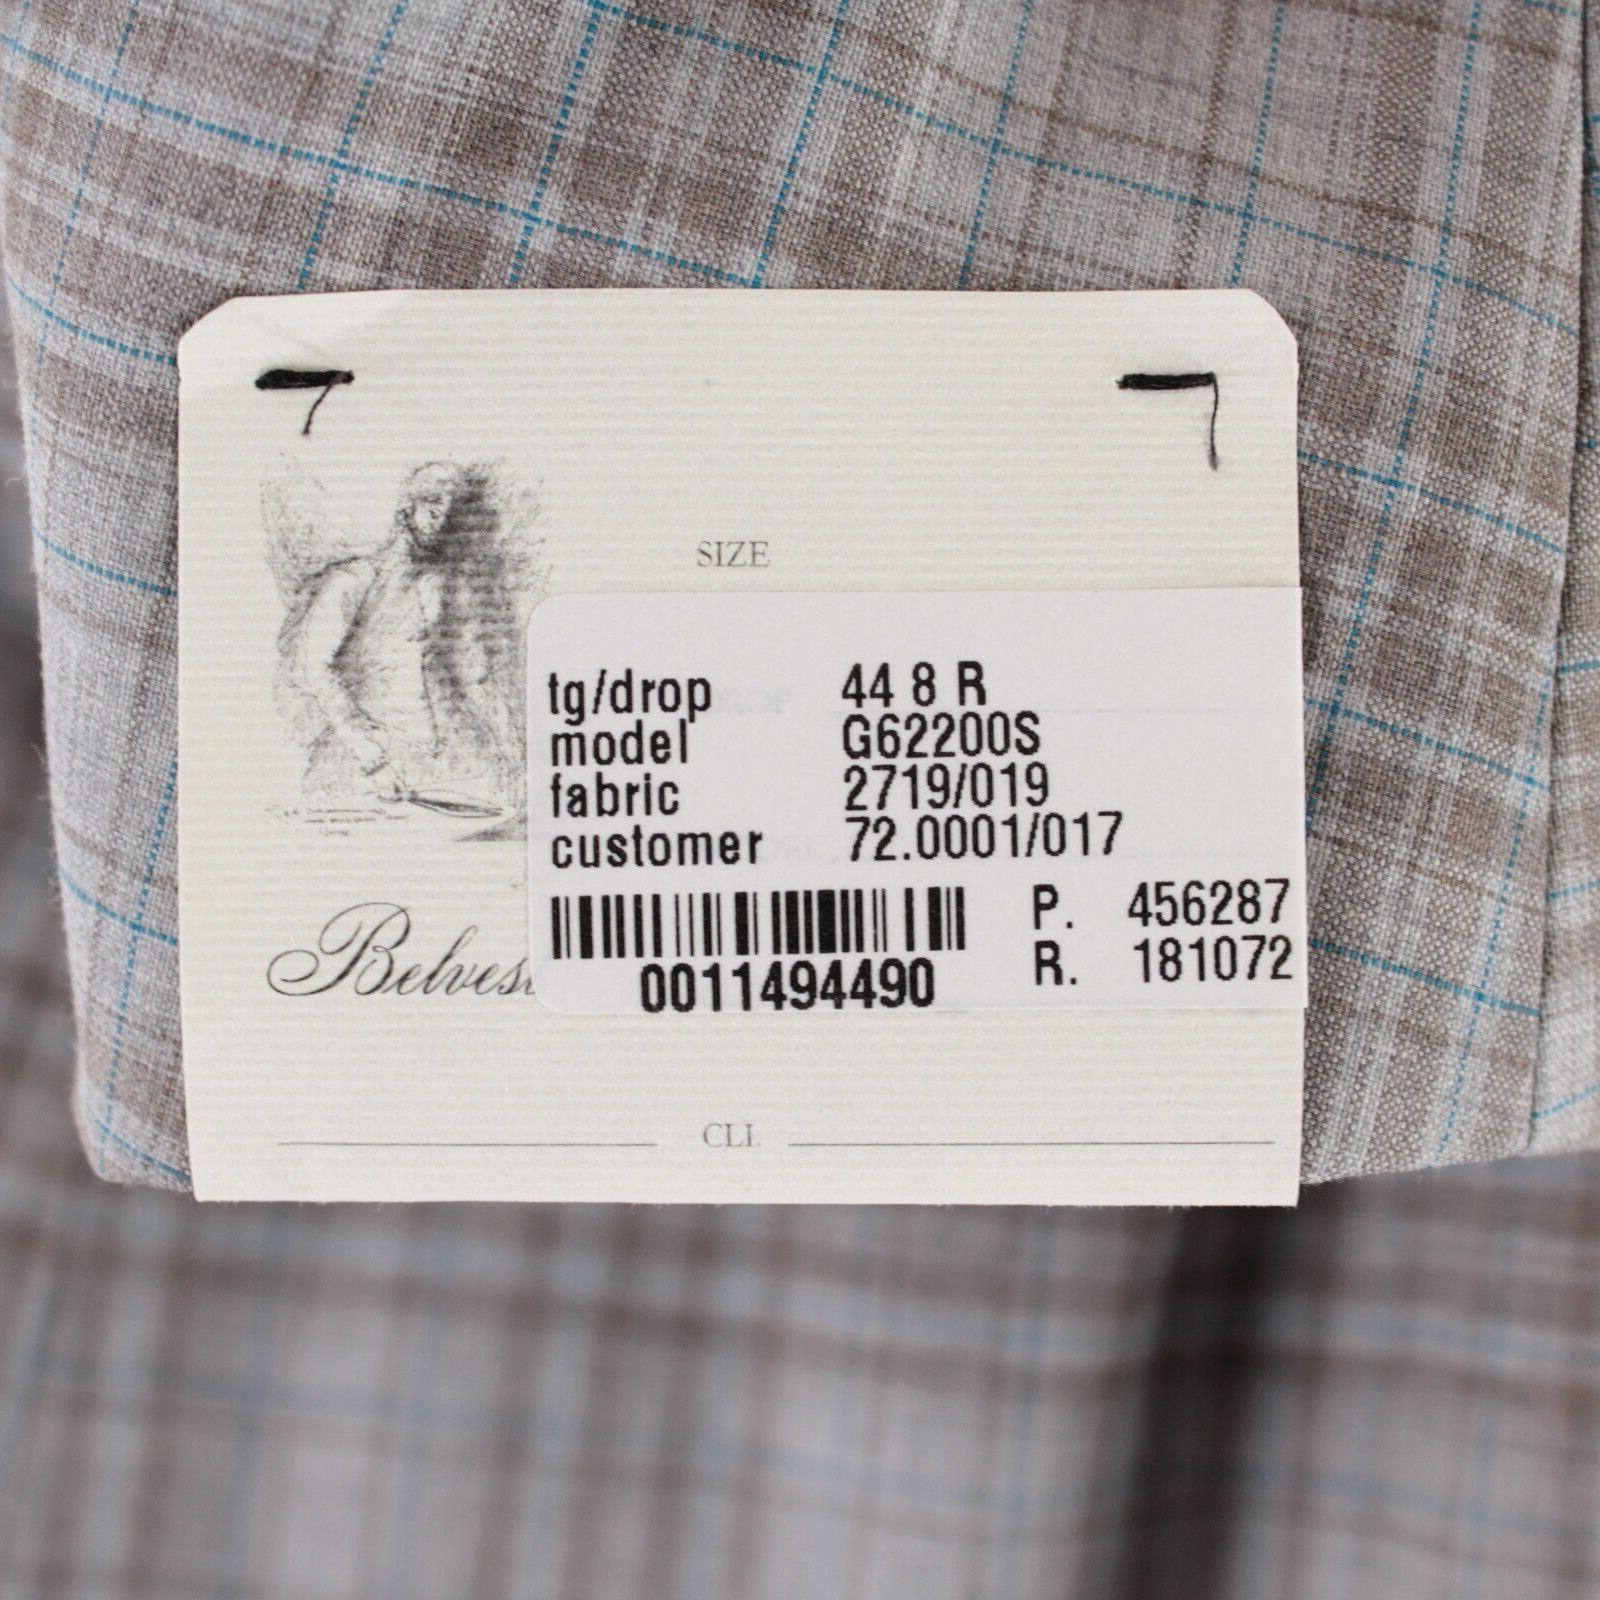 SIZE
tg/drop 44 8 R
model G62200S
fabric 2719/019
customer 72.0001/017
P. 456287
R. 181072
0011494490
CLI.